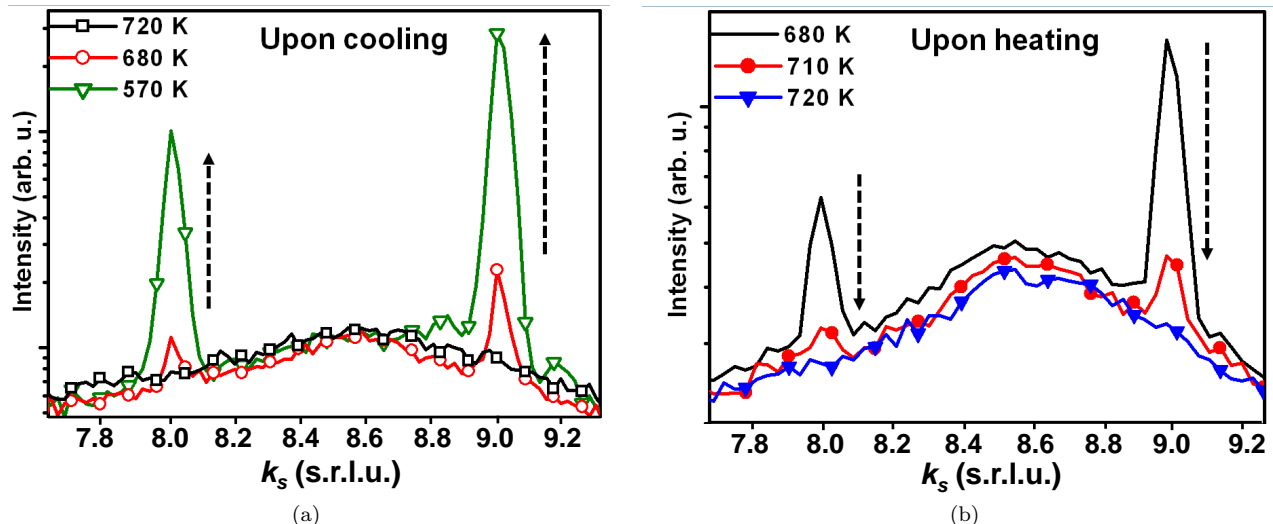 Upon cooling
720 K
680 K
570 K
Intensity (arb. u.)
7.8 8.0 8.2 8.4 8.6 8.8 9.0 9.2
k_s (s.r.l.u.)
(a)
Upon heating
680 K
710 K
720 K
Intensity (arb. u.)
7.8 8.0 8.2 8.4 8.6 8.8 9.0 9.2
k_s (s.r.l.u.)
(b)